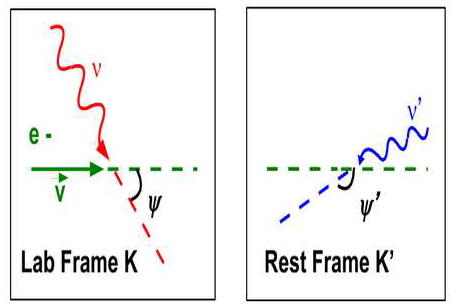 ν
e -
v
ψ
Lab Frame K
ν'
ψ'
Rest Frame K'